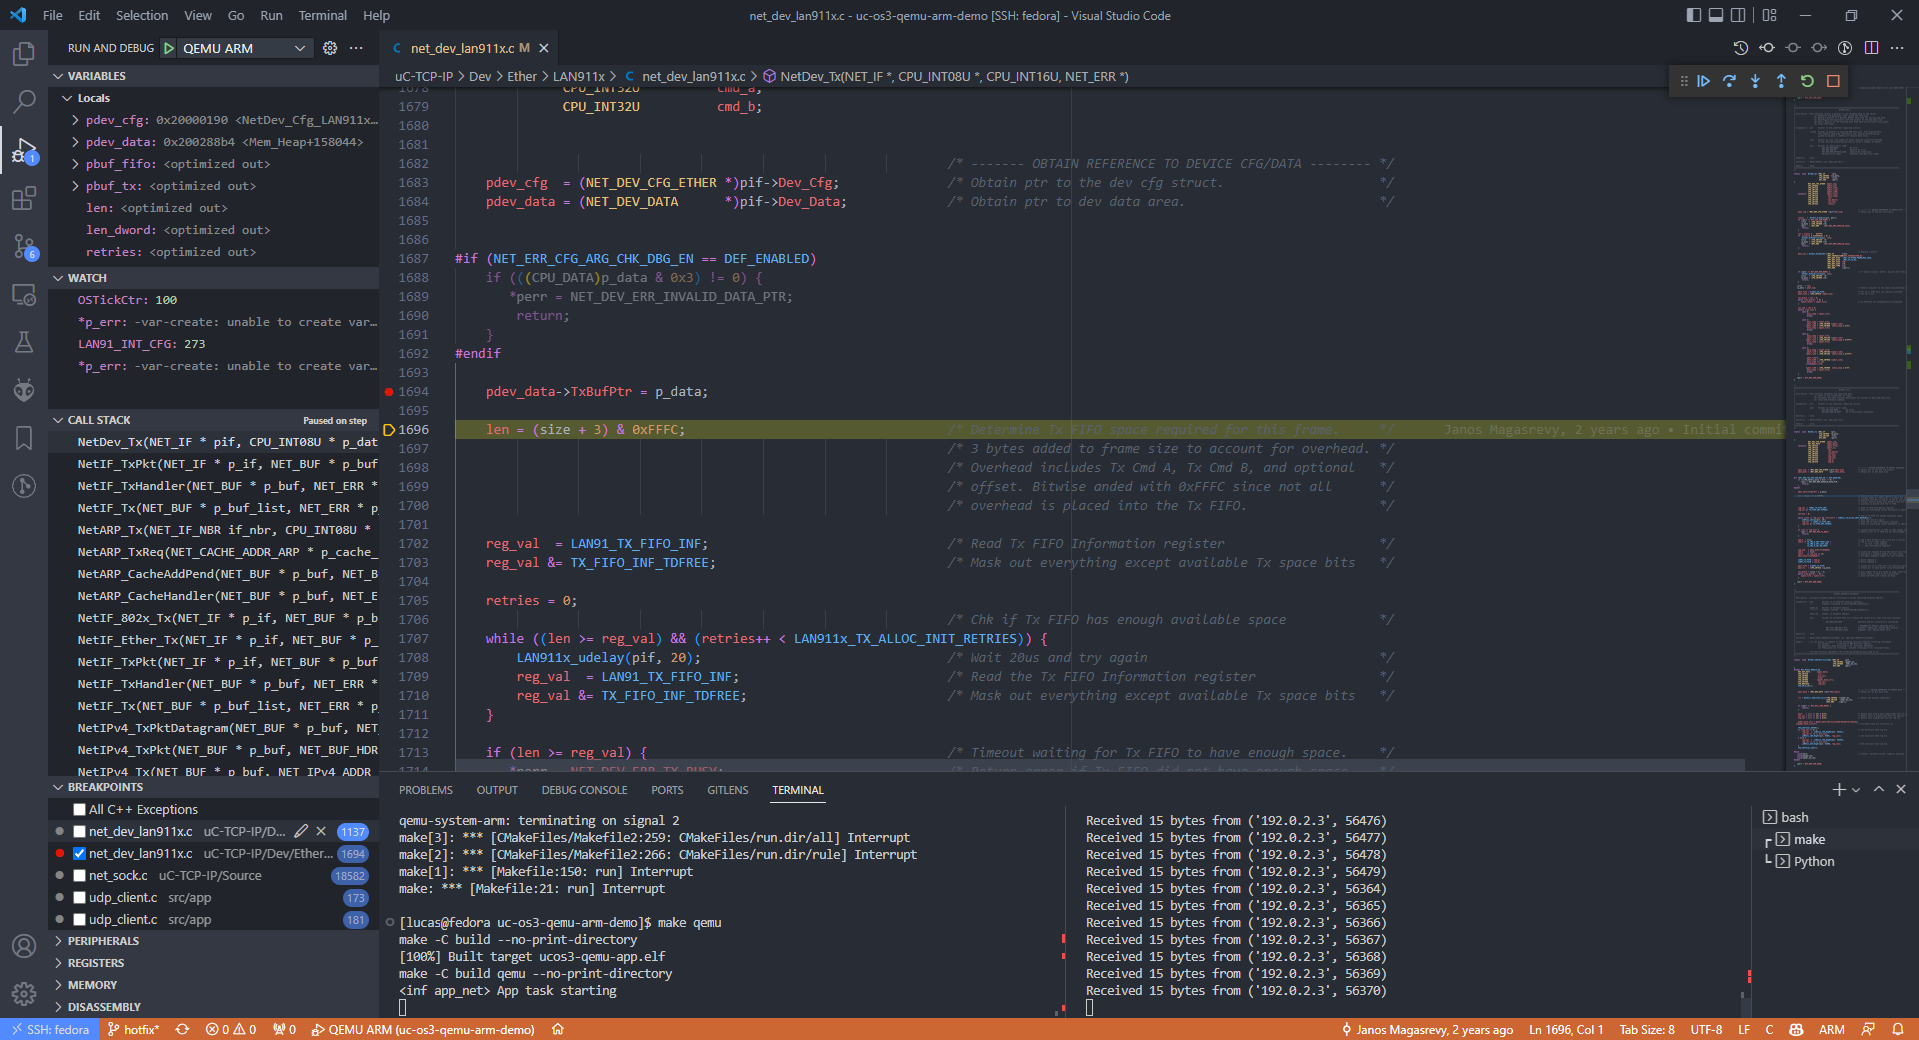 File Edit Selection View Go Run Terminal Help
net_dev_lan911x.c - uc-os3-qemu-arm-demo [SSH: fedora] - Visual Studio Code
RUN AND DEBUG QEMU ARM
VARIABLES
Locals
pdev_cfg: 0x20000190 <NetDev_Cfg_LAN911x…
pdev_data: 0x200288b4 <Mem_Heap+158044>
pbuf_fifo: <optimized out>
pbuf_tx: <optimized out>
len: <optimized out>
len_dword: <optimized out>
retries: <optimized out>
WATCH
OSTickCtr: 100
*p_err: -var-create: unable to create var…
LAN91_INT_CFG: 273
*p_err: -var-create: unable to create var…
CALL STACK Paused on step
NetDev_Tx(NET_IF * pif, CPU_INT08U * p_dat
NetIF_TxPkt(NET_IF * p_if, NET_BUF * p_buf
NetIF_TxHandler(NET_BUF * p_buf, NET_ERR *
NetIF_Tx(NET_BUF * p_buf_list, NET_ERR * p_
NetARP_Tx(NET_IF_NBR if_nbr, CPU_INT08U *
NetARP_TxReq(NET_CACHE_ADDR_ARP * p_cache_
NetARP_CacheAddPend(NET_BUF * p_buf, NET_B
NetARP_CacheHandler(NET_BUF * p_buf, NET_E
NetIF_802x_Tx(NET_IF * p_if, NET_BUF * p_b
NetIF_Ether_Tx(NET_IF * p_if, NET_BUF * p_
NetIF_TxPkt(NET_IF * p_if, NET_BUF * p_buf
NetIF_TxHandler(NET_BUF * p_buf, NET_ERR *
NetIF_Tx(NET_BUF * p_buf_list, NET_ERR * p_
NetIPv4_TxPktDatagram(NET_BUF * p_buf, NET_
NetIPv4_TxPkt(NET_BUF * p_buf, NET_BUF_HDR
NetIPv4_Tx(NET_BUF * p_buf, NET_IPv4_ADDR
BREAKPOINTS
All C++ Exceptions
net_dev_lan911x.c uC-TCP-IP/D... 1137
net_dev_lan911x.c uC-TCP-IP/Dev/Ether... 1694
net_sock.c uC-TCP-IP/Source 18582
udp_client.c src/app 173
udp_client.c src/app 181
PERIPHERALS
REGISTERS
MEMORY
DISASSEMBLY
1
6
net_dev_lan911x.c M
uC-TCP-IP > Dev > Ether > LAN911x > net_dev_lan911x.c > NetDev_Tx(NET_IF *, CPU_INT08U *, CPU_INT16U, NET_ERR *)
1678 CPU_INT32U cmd_a;
1679 CPU_INT32U cmd_b;
1680
1681
1682 /* ------- OBTAIN REFERENCE TO DEVICE CFG/DATA -------- */
1683 pdev_cfg = (NET_DEV_CFG_ETHER *)pif->Dev_Cfg; /* Obtain ptr to the dev cfg struct. */
1684 pdev_data = (NET_DEV_DATA *)pif->Dev_Data; /* Obtain ptr to dev data area. */
1685
1686
1687 #if (NET_ERR_CFG_ARG_CHK_DBG_EN == DEF_ENABLED)
1688 if (((CPU_DATA)p_data & 0x3) != 0) {
1689 *perr = NET_DEV_ERR_INVALID_DATA_PTR;
1690 return;
1691 }
1692 #endif
1693
1694 pdev_data->TxBufPtr = p_data;
1695
1696 len = (size + 3) & 0xFFFC; /* Determine Tx FIFO space required for this frame. */ Janos Magasrevy, 2 years ago • Initial commi
1697 /* 3 bytes added to frame size to account for overhead. */
1698 /* Overhead includes Tx Cmd A, Tx Cmd B, and optional */
1699 /* offset. Bitwise anded with 0xFFFC since not all */
1700 /* overhead is placed into the Tx FIFO. */
1701
1702 reg_val = LAN91_TX_FIFO_INF; /* Read Tx FIFO Information register */
1703 reg_val &= TX_FIFO_INF_TDFREE; /* Mask out everything except available Tx space bits */
1704
1705 retries = 0;
1706 /* Chk if Tx FIFO has enough available space */
1707 while ((len >= reg_val) && (retries++ < LAN911x_TX_ALLOC_INIT_RETRIES)) {
1708 LAN911x_udelay(pif, 20); /* Wait 20us and try again */
1709 reg_val = LAN91_TX_FIFO_INF; /* Read the Tx FIFO Information register */
1710 reg_val &= TX_FIFO_INF_TDFREE; /* Mask out everything except available Tx space bits */
1711 }
1712
1713 if (len >= reg_val) { /* Timeout waiting for Tx FIFO to have enough space. */
1714 *perr = NET_DEV_ERR_TX_BUSY; /* Return error if Tx FIFO did not have enough space */
PROBLEMS OUTPUT DEBUG CONSOLE PORTS GITLENS TERMINAL
qemu-system-arm: terminating on signal 2
make[3]: *** [CMakeFiles/Makefile2:259: CMakeFiles/run.dir/all] Interrupt
make[2]: *** [CMakeFiles/Makefile2:266: CMakeFiles/run.dir/rule] Interrupt
make[1]: *** [Makefile:150: run] Interrupt
make: *** [Makefile:21: run] Interrupt
[lucas@fedora uc-os3-qemu-arm-demo]$ make qemu
make -C build --no-print-directory
[100%] Built target ucos3-qemu-app.elf
make -C build qemu --no-print-directory
<inf app_net> App task starting
Received 15 bytes from ('192.0.2.3', 56476)
Received 15 bytes from ('192.0.2.3', 56477)
Received 15 bytes from ('192.0.2.3', 56478)
Received 15 bytes from ('192.0.2.3', 56479)
Received 15 bytes from ('192.0.2.3', 56364)
Received 15 bytes from ('192.0.2.3', 56365)
Received 15 bytes from ('192.0.2.3', 56366)
Received 15 bytes from ('192.0.2.3', 56367)
Received 15 bytes from ('192.0.2.3', 56368)
Received 15 bytes from ('192.0.2.3', 56369)
Received 15 bytes from ('192.0.2.3', 56370)
bash
make
Python
SSH: fedora hotfix* 0 0 0 QEMU ARM (uc-os3-qemu-arm-demo)
Janos Magasrevy, 2 years ago Ln 1696, Col 1 Tab Size: 8 UTF-8 LF C ARM